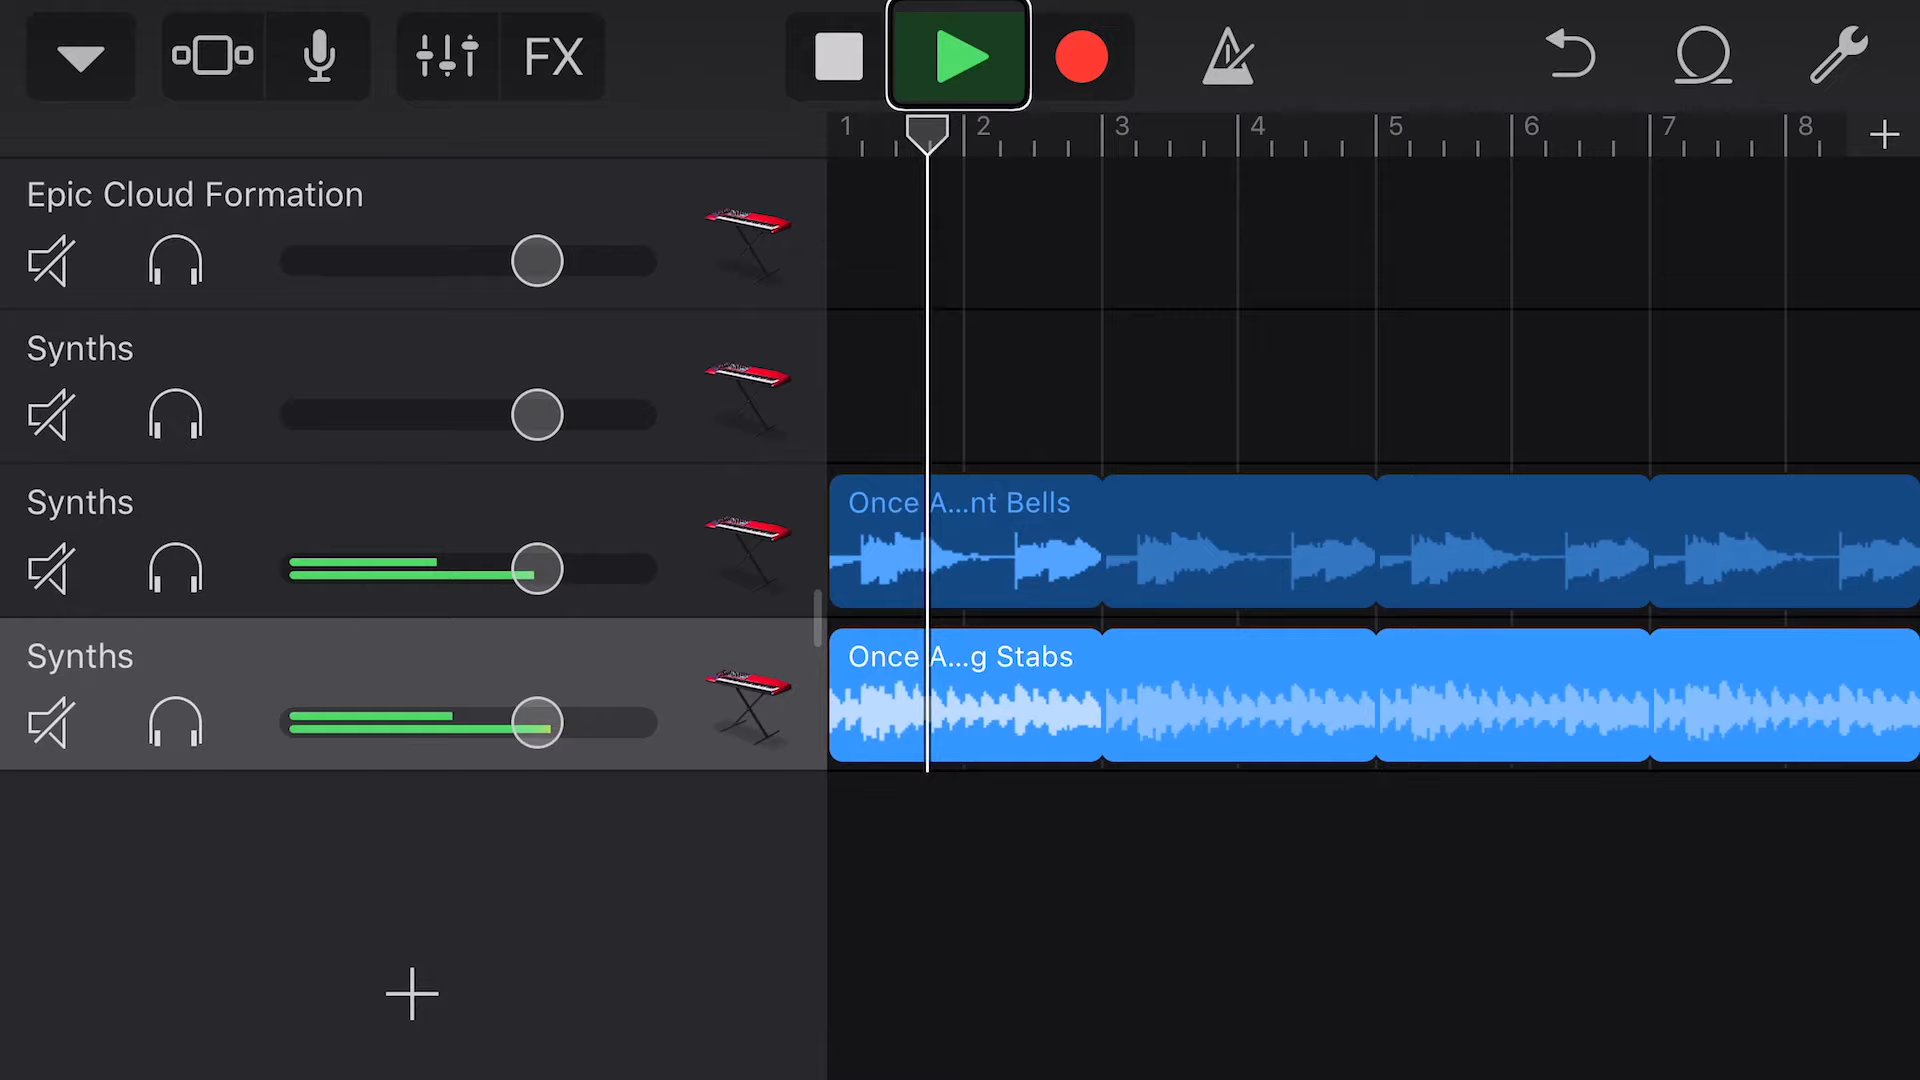 FX
1 2 3 4 5 6 7 8
Epic Cloud Formation
Synths
Synths
Once A...nt Bells
Synths
Once A...g Stabs